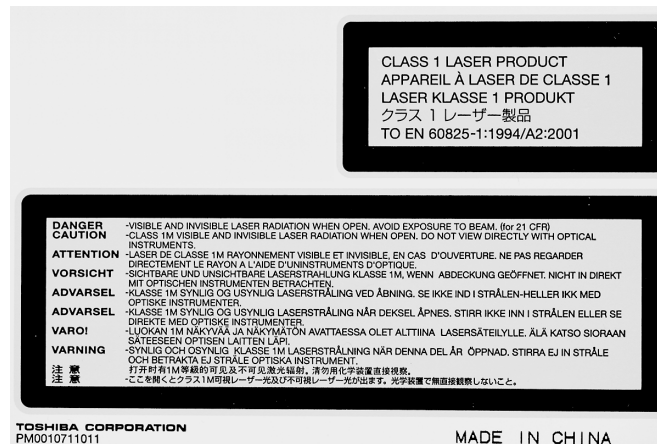 CLASS 1 LASER PRODUCT
APPAREIL À LASER DE CLASSE 1
LASER KLASSE 1 PRODUKT
クラス 1 レーザー製品
TO EN 60825-1:1994/A2:2001
DANGER -VISIBLE AND INVISIBLE LASER RADIATION WHEN OPEN. AVOID EXPOSURE TO BEAM. (for 21 CFR)
CAUTION -CLASS 1M VISIBLE AND INVISIBLE LASER RADIATION WHEN OPEN. DO NOT VIEW DIRECTLY WITH OPTICAL
INSTRUMENTS.
ATTENTION -LASER DE CLASSE 1M RAYONNEMENT VISIBLE ET INVISIBLE, EN CAS D'OUVERTURE. NE PAS REGARDER
DIRECTEMENT LE RAYON A L'AIDE D'UNINSTRUMENTS D'OPTIQUE.
VORSICHT -SICHTBARE UND UNSICHTBARE LASERSTRAHLUNG KLASSE 1M, WENN ABDECKUNG GEÖFFNET. NICHT IN DIREKT
MIT OPTISCHEN INSTRUMENTEN BETRACHTEN.
ADVARSEL -KLASSE 1M SYNLIG OG USYNLIG LASERSTRÅLING VED ÅBNING. SE IKKE IND I STRÅLEN-HELLER IKK MED
OPTISKE INSTRUMENTER.
ADVARSEL -KLASSE 1M SYNLIG OG USYNLIG LASERSTRÅLING NÅR DEKSEL ÅPNES. STIRR IKKE INN I STRÅLEN ELLER SE
DIREKTE MED OPTISKE INSTRUMENTER.
VARO! -LUOKAN 1M NÄKYVÄÄ JA NÄKYMÄTÖN AVATTAESSA OLET ALTTIINA LASERSÄTEILYLLE. ÄLÄ KATSO SIORAAN
SÄTEESEEN OPTISEN LAITTEN LÄPI.
VARNING -SYNLIG OCH OSYNLIG KLASSE 1M LASERSTRÅLNING NÄR DENNA DEL ÄR ÖPPNAD. STIRRA EJ IN STRÅLE
OCH BETRAKTA EJ STRÅLE OPTISKA INSTRUMENT.
注 意 打开时有1M等级的可见及不可见激光辐射。请勿用化学装置直接视察。
注 意 -ここを開くとクラス1M可視レーザー光及び不可視レーザー光が出ます。光学装置で無直接観察しないこと。
TOSHIBA CORPORATION
PM0010711011
MADE IN CHINA